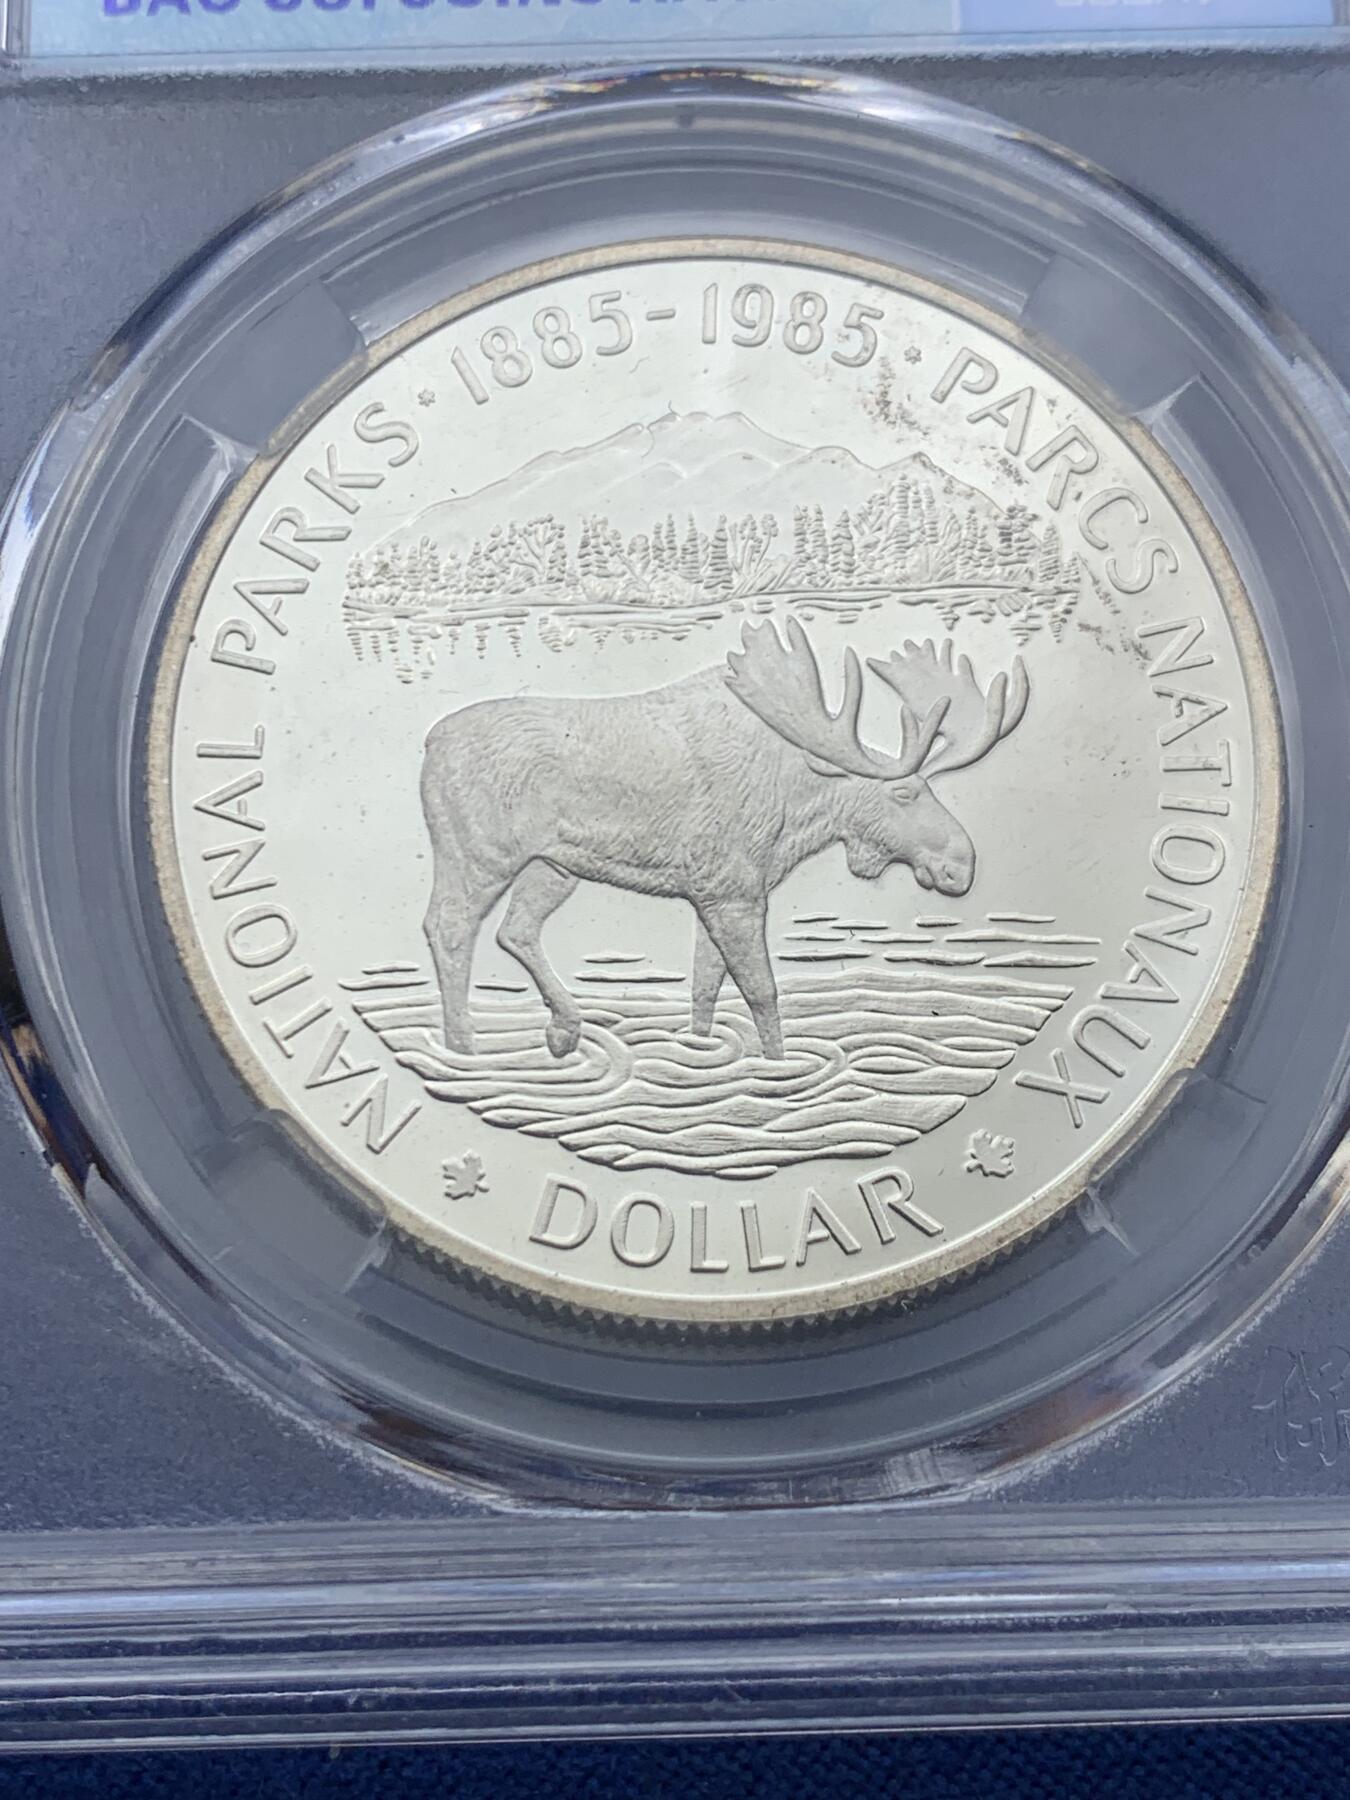 NATIONAL PARKS · 1885-1985 · PARCS NATIONAUX
DOLLAR